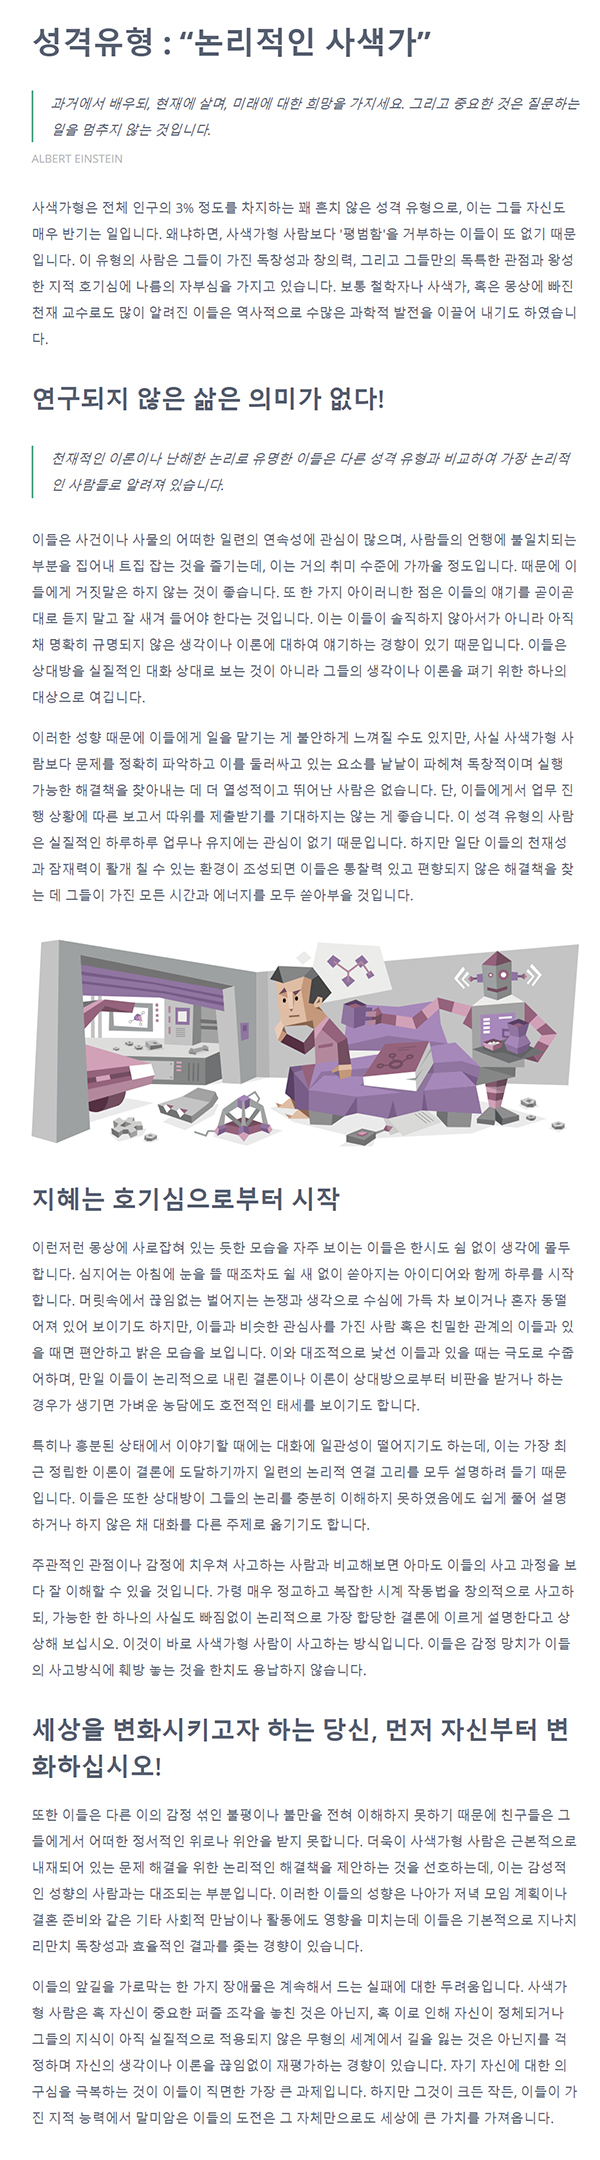 성격유형 : “논리적인 사색가”
과거에서 배우되, 현재에 살며, 미래에 대한 희망을 가지세요. 그리고 중요한 것은 질문하는
일을 멈추지 않는 것입니다.
ALBERT EINSTEIN
사색가형은 전체 인구의 3% 정도를 차지하는 꽤 흔치 않은 성격 유형으로, 이는 그들 자신도
매우 반기는 일입니다. 왜냐하면, 사색가형 사람보다 '평범함'을 거부하는 이들이 또 없기 때문
입니다. 이 유형의 사람은 그들이 가진 독창성과 창의력, 그리고 그들만의 독특한 관점과 왕성
한 지적 호기심에 나름의 자부심을 가지고 있습니다. 보통 철학자나 사색가, 혹은 몽상에 빠진
천재 교수로도 많이 알려진 이들은 역사적으로 수많은 과학적 발전을 이끌어 내기도 하였습니
다.
연구되지 않은 삶은 의미가 없다!
천재적인 이론이나 난해한 논리로 유명한 이들은 다른 성격 유형과 비교하여 가장 논리적
인 사람들로 알려져 있습니다.
이들은 사건이나 사물의 어떠한 일련의 연속성에 관심이 많으며, 사람들의 언행에 불일치되는
부분을 집어내 트집 잡는 것을 즐기는데, 이는 거의 취미 수준에 가까울 정도입니다. 때문에 이
들에게 거짓말은 하지 않는 것이 좋습니다. 또 한 가지 아이러니한 점은 이들의 얘기를 곧이곧
대로 듣지 말고 잘 새겨 들어야 한다는 것입니다. 이는 이들이 솔직하지 않아서가 아니라 아직
채 명확히 규명되지 않은 생각이나 이론에 대하여 얘기하는 경향이 있기 때문입니다. 이들은
상대방을 실질적인 대화 상대로 보는 것이 아니라 그들의 생각이나 이론을 펴기 위한 하나의
대상으로 여깁니다.
이러한 성향 때문에 이들에게 일을 맡기는 게 불안하게 느껴질 수도 있지만, 사실 사색가형 사
람보다 문제를 정확히 파악하고 이를 둘러싸고 있는 요소를 낱낱이 파헤쳐 독창적이며 실행
가능한 해결책을 찾아내는 데 더 열성적이고 뛰어난 사람은 없습니다. 단, 이들에게서 업무 진
행 상황에 따른 보고서 따위를 제출받기를 기대하지는 않는 게 좋습니다. 이 성격 유형의 사람
은 실질적인 하루하루 업무나 유지에는 관심이 없기 때문입니다. 하지만 일단 이들의 천재성
과 잠재력이 활개 칠 수 있는 환경이 조성되면 이들은 통찰력 있고 편향되지 않은 해결책을 찾
는 데 그들이 가진 모든 시간과 에너지를 모두 쏟아부을 것입니다.
지혜는 호기심으로부터 시작
이런저런 몽상에 사로잡혀 있는 듯한 모습을 자주 보이는 이들은 한시도 쉼 없이 생각에 몰두
합니다. 심지어는 아침에 눈을 뜰 때조차도 쉴 새 없이 쏟아지는 아이디어와 함께 하루를 시작
합니다. 머릿속에서 끊임없는 벌어지는 논쟁과 생각으로 수심에 가득 차 보이거나 혼자 동떨
어져 있어 보이기도 하지만, 이들과 비슷한 관심사를 가진 사람 혹은 친밀한 관계의 이들과 있
을 때면 편안하고 밝은 모습을 보입니다. 이와 대조적으로 낯선 이들과 있을 때는 극도로 수줍
어하며, 만일 이들이 논리적으로 내린 결론이나 이론이 상대방으로부터 비판을 받거나 하는
경우가 생기면 가벼운 농담에도 호전적인 태세를 보이기도 합니다.
특히나 흥분된 상태에서 이야기할 때에는 대화에 일관성이 떨어지기도 하는데, 이는 가장 최
근 정립한 이론이 결론에 도달하기까지 일련의 논리적 연결 고리를 모두 설명하려 들기 때문
입니다. 이들은 또한 상대방이 그들의 논리를 충분히 이해하지 못하였음에도 쉽게 풀어 설명
하거나 하지 않은 채 대화를 다른 주제로 옮기기도 합니다.
주관적인 관점이나 감정에 치우쳐 사고하는 사람과 비교해보면 아마도 이들의 사고 과정을 보
다 잘 이해할 수 있을 것입니다. 가령 매우 정교하고 복잡한 시계 작동법을 창의적으로 사고하
되, 가능한 한 하나의 사실도 빠짐없이 논리적으로 가장 합당한 결론에 이르게 설명한다고 상
상해 보십시오. 이것이 바로 사색가형 사람이 사고하는 방식입니다. 이들은 감정 망치가 이들
의 사고방식에 훼방 놓는 것을 한치도 용납하지 않습니다.
세상을 변화시키고자 하는 당신, 먼저 자신부터 변
화하십시오!
또한 이들은 다른 이의 감정 섞인 불평이나 불만을 전혀 이해하지 못하기 때문에 친구들은 그
들에게서 어떠한 정서적인 위로나 위안을 받지 못합니다. 더욱이 사색가형 사람은 근본적으로
내재되어 있는 문제 해결을 위한 논리적인 해결책을 제안하는 것을 선호하는데, 이는 감성적
인 성향의 사람과는 대조되는 부분입니다. 이러한 이들의 성향은 나아가 저녁 모임 계획이나
결혼 준비와 같은 기타 사회적 만남이나 활동에도 영향을 미치는데 이들은 기본적으로 지나치
리만치 독창성과 효율적인 결과를 좇는 경향이 있습니다.
이들의 앞길을 가로막는 한 가지 장애물은 계속해서 드는 실패에 대한 두려움입니다. 사색가
형 사람은 혹 자신이 중요한 퍼즐 조각을 놓친 것은 아닌지, 혹 이로 인해 자신이 정체되거나
그들의 지식이 아직 실질적으로 적용되지 않은 무형의 세계에서 길을 잃는 것은 아닌지를 걱
정하며 자신의 생각이나 이론을 끊임없이 재평가하는 경향이 있습니다. 자기 자신에 대한 의
구심을 극복하는 것이 이들이 직면한 가장 큰 과제입니다. 하지만 그것이 크든 작든, 이들이 가
진 지적 능력에서 말미암은 이들의 도전은 그 자체만으로도 세상에 큰 가치를 가져옵니다.